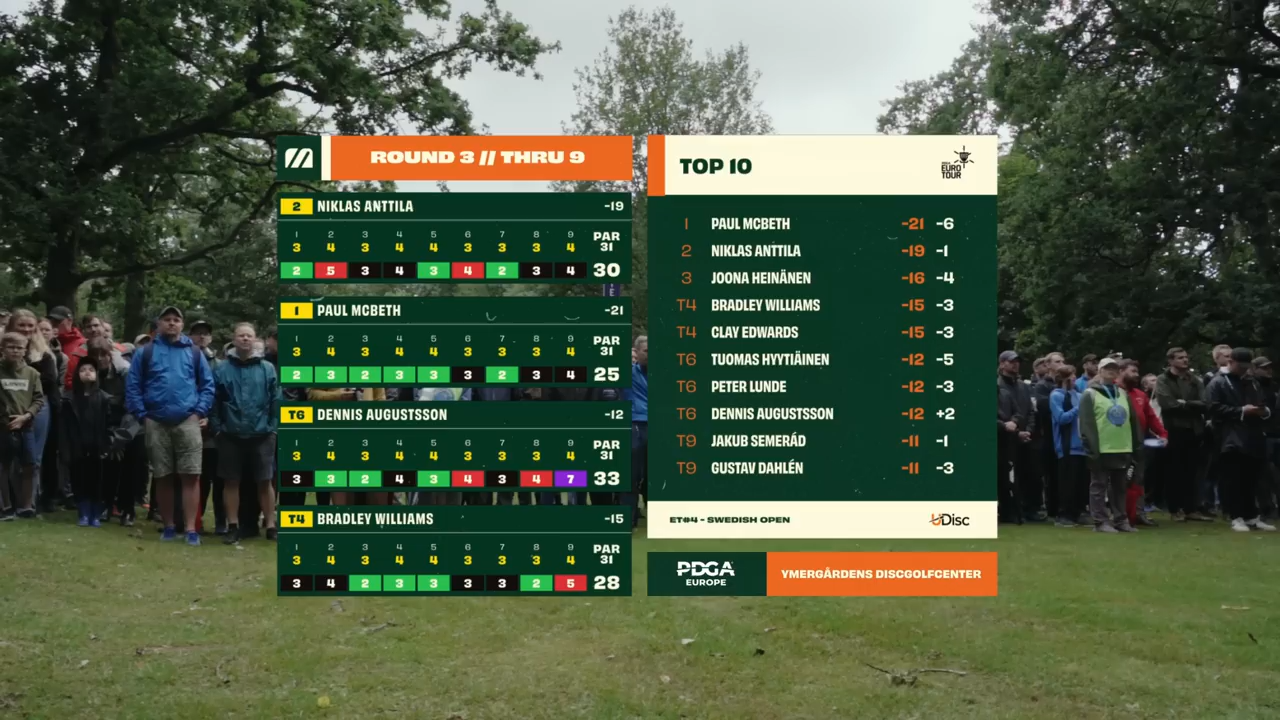 ROUND 3 // THRU 9
2 NIKLAS ANTTILA -19
1 2 3 4 5 6 7 8 9 PAR
3 4 3 4 4 3 3 3 4 31
2 5 3 4 3 4 2 3 4 30
1 PAUL MCBETH -21
1 2 3 4 5 6 7 8 9 PAR
3 4 3 4 4 3 3 3 4 31
2 3 2 3 3 3 2 3 4 25
T6 DENNIS AUGUSTSSON -12
1 2 3 4 5 6 7 8 9 PAR
3 4 3 4 4 3 3 3 4 31
3 3 2 4 3 4 3 4 7 33
T4 BRADLEY WILLIAMS -15
1 2 3 4 5 6 7 8 9 PAR
3 4 3 4 4 3 3 3 4 31
3 4 2 3 3 3 3 2 5 28
TOP 10
EURO
TOUR
1 PAUL MCBETH -21 -6
2 NIKLAS ANTTILA -19 -1
3 JOONA HEINÄNEN -16 -4
T4 BRADLEY WILLIAMS -15 -3
T4 CLAY EDWARDS -15 -3
T6 TUOMAS HYYTIÄINEN -12 -5
T6 PETER LUNDE -12 -3
T6 DENNIS AUGUSTSSON -12 +2
T9 JAKUB SEMERÁD -11 -1
T9 GUSTAV DAHLÉN -11 -3
ET#4 - SWEDISH OPEN UDisc
PDGA
EUROPE
YMERGÅRDENS DISCGOLFCENTER